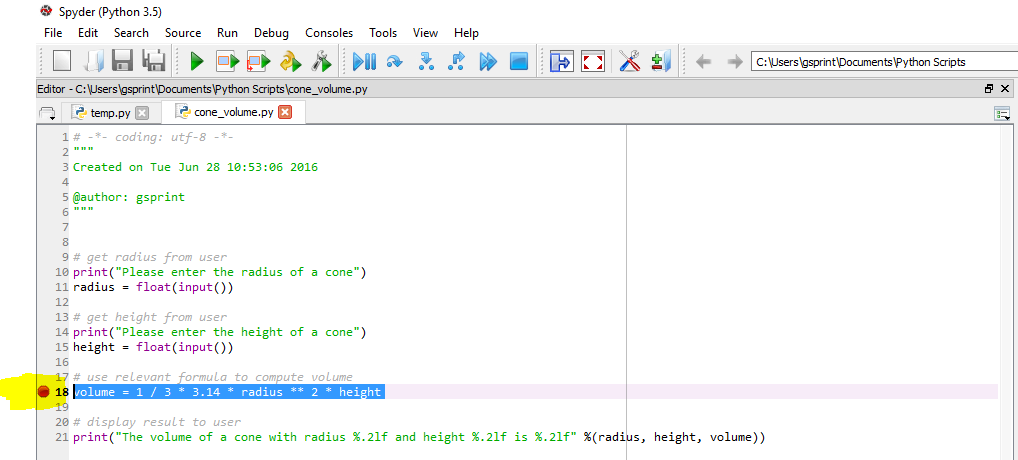 Spyder (Python 3.5)
File Edit Search Source Run Debug Consoles Tools View Help
C:\Users\gsprint\Documents\Python Scripts
Editor - C:\Users\gsprint\Documents\Python Scripts\cone_volume.py
temp.py cone_volume.py
1 # -*- coding: utf-8 -*-
2 """
3 Created on Tue Jun 28 10:53:06 2016
4
5 @author: gsprint
6 """
7
8
9 # get radius from user
10 print("Please enter the radius of a cone")
11 radius = float(input())
12
13 # get height from user
14 print("Please enter the height of a cone")
15 height = float(input())
16
17 # use relevant formula to compute volume
18 volume = 1 / 3 * 3.14 * radius ** 2 * height
19
20 # display result to user
21 print("The volume of a cone with radius %.2lf and height %.2lf is %.2lf" %(radius, height, volume))